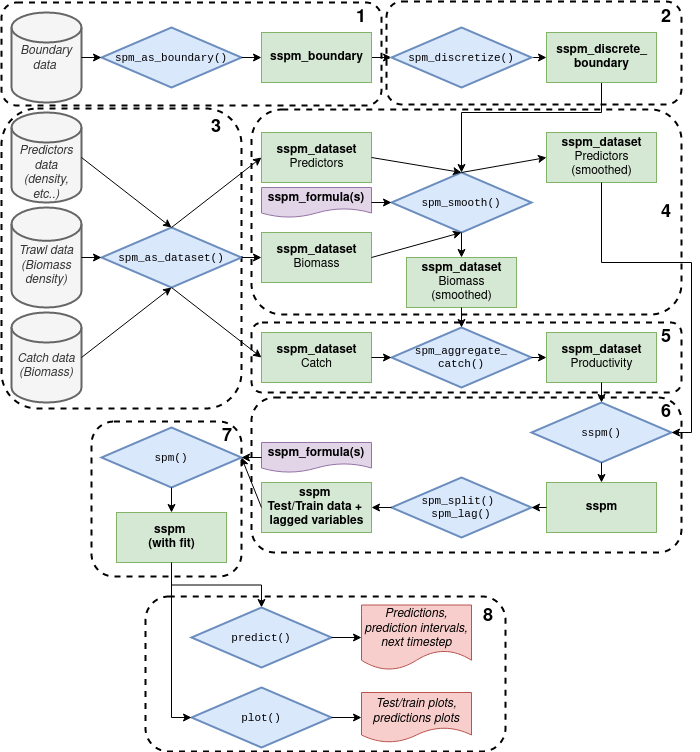 1
Boundary
data
spm_as_boundary()
sspm_boundary
2
spm_discretize()
sspm_discrete_
boundary
3
Predictors
data
(density,
etc..)
Trawl data
(Biomass
density)
Catch data
(Biomass)
spm_as_dataset()
4
sspm_dataset
Predictors
sspm_formula(s)
sspm_dataset
Biomass
spm_smooth()
sspm_dataset
Predictors
(smoothed)
sspm_dataset
Biomass
(smoothed)
5
sspm_dataset
Catch
spm_aggregate_
catch()
sspm_dataset
Productivity
6
sspm()
sspm
spm_split()
spm_lag()
sspm_formula(s)
sspm
Test/Train data +
lagged variables
7
spm()
sspm
(with fit)
8
predict()
Predictions,
prediction intervals,
next timestep
plot()
Test/train plots,
predictions plots